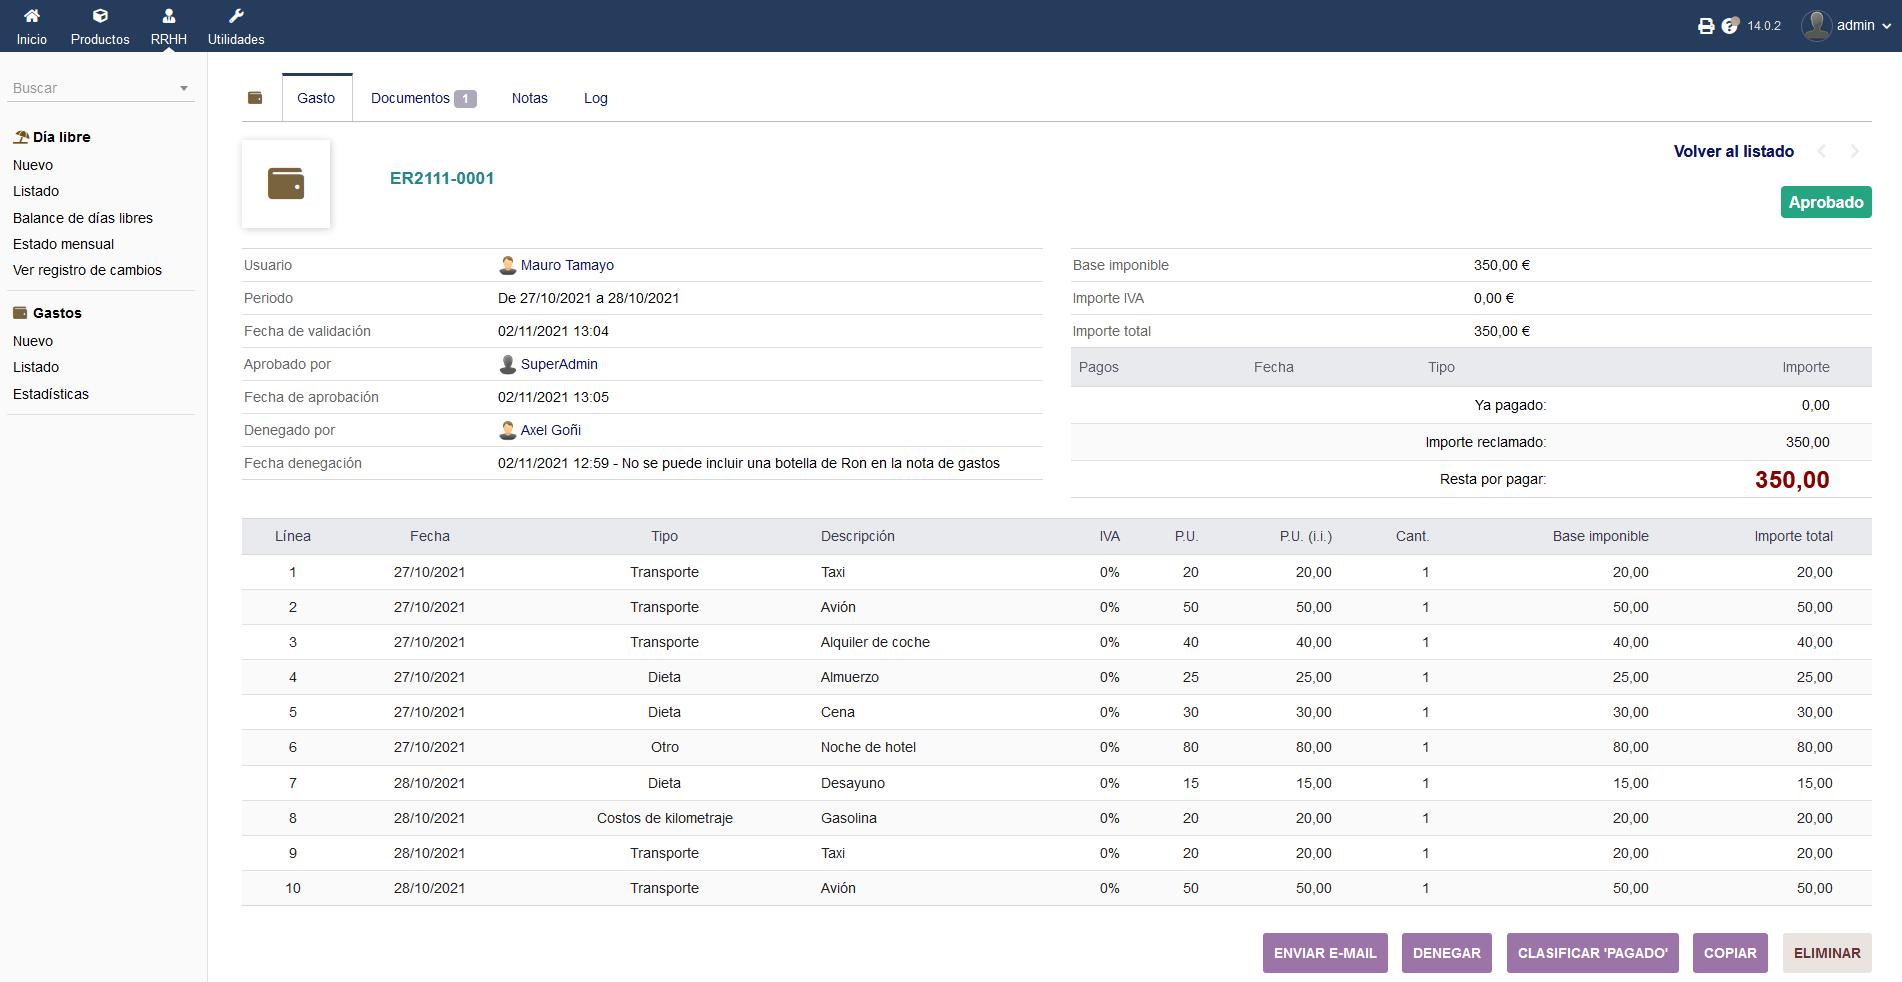 Inicio Productos RRHH Utilidades 14.0.2 admin
Buscar
Día libre
Nuevo
Listado
Balance de días libres
Estado mensual
Ver registro de cambios
Gastos
Nuevo
Listado
Estadísticas
Gasto Documentos 1 Notas Log
ER2111-0001
Volver al listado
Aprobado
Usuario Mauro Tamayo
Periodo De 27/10/2021 a 28/10/2021
Fecha de validación 02/11/2021 13:04
Aprobado por SuperAdmin
Fecha de aprobación 02/11/2021 13:05
Denegado por Axel Goñi
Fecha denegación 02/11/2021 12:59 - No se puede incluir una botella de Ron en la nota de gastos
Base imponible 350,00 €
Importe IVA 0,00 €
Importe total 350,00 €
Pagos Fecha Tipo Importe
Ya pagado: 0,00
Importe reclamado: 350,00
Resta por pagar: 350,00
Línea Fecha Tipo Descripción IVA P.U. P.U. (i.i.) Cant. Base imponible Importe total
1 27/10/2021 Transporte Taxi 0% 20 20,00 1 20,00 20,00
2 27/10/2021 Transporte Avión 0% 50 50,00 1 50,00 50,00
3 27/10/2021 Transporte Alquiler de coche 0% 40 40,00 1 40,00 40,00
4 27/10/2021 Dieta Almuerzo 0% 25 25,00 1 25,00 25,00
5 27/10/2021 Dieta Cena 0% 30 30,00 1 30,00 30,00
6 27/10/2021 Otro Noche de hotel 0% 80 80,00 1 80,00 80,00
7 28/10/2021 Dieta Desayuno 0% 15 15,00 1 15,00 15,00
8 28/10/2021 Costos de kilometraje Gasolina 0% 20 20,00 1 20,00 20,00
9 28/10/2021 Transporte Taxi 0% 20 20,00 1 20,00 20,00
10 28/10/2021 Transporte Avión 0% 50 50,00 1 50,00 50,00
ENVIAR E-MAIL DENEGAR CLASIFICAR 'PAGADO' COPIAR ELIMINAR